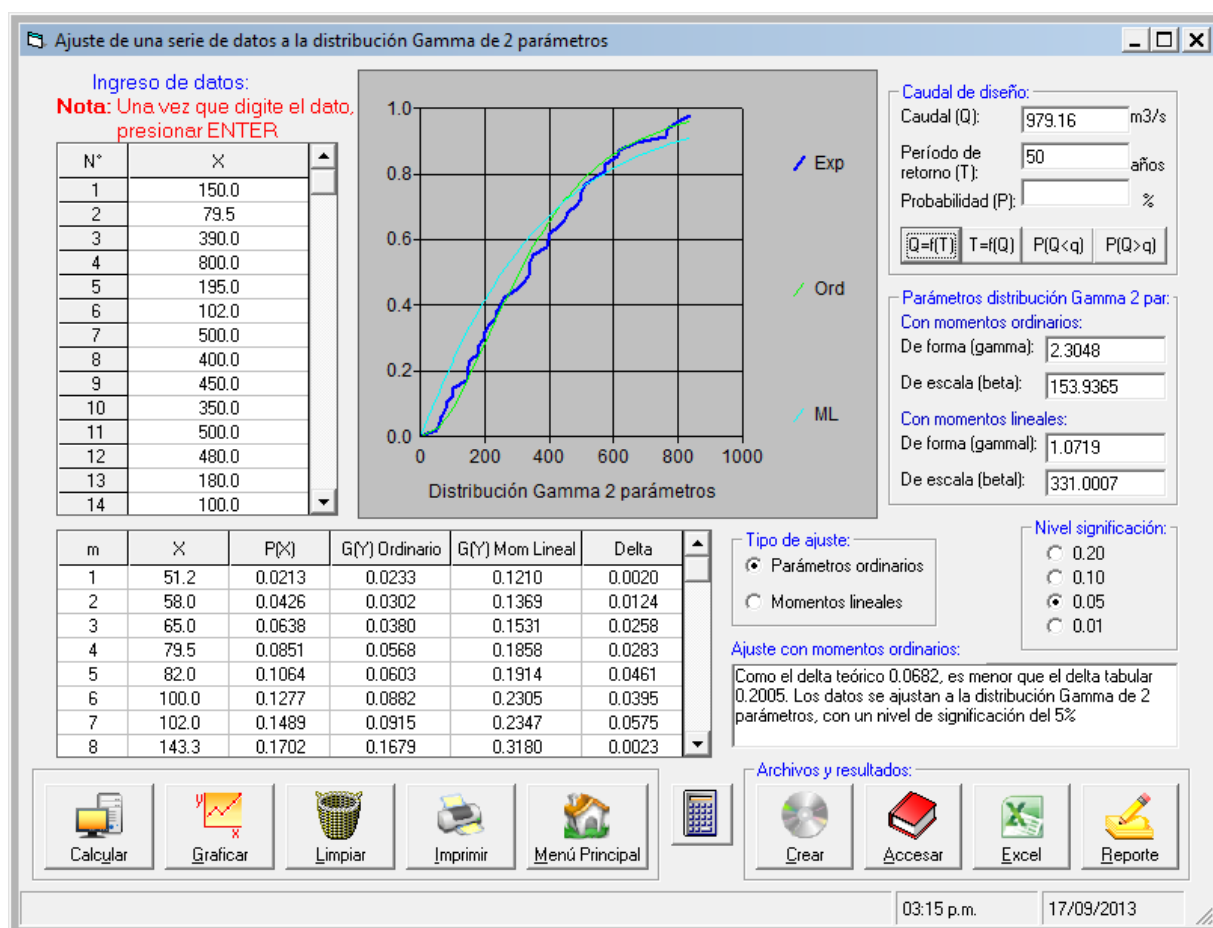 Ajuste de una serie de datos a la distribución Gamma de 2 parámetros
Ingreso de datos:
Nota: Una vez que digite el dato,
presionar ENTER
N° X
1 150.0
2 79.5
3 390.0
4 800.0
5 195.0
6 102.0
7 500.0
8 400.0
9 450.0
10 350.0
11 500.0
12 480.0
13 180.0
14 100.0
1.0
0.8
0.6
0.4
0.2
0.0
0 200 400 600 800 1000
Distribución Gamma 2 parámetros
Exp
Ord
ML
Caudal de diseño:
Caudal (Q): 979.16 m3/s
Período de
retorno (T): 50 años
Probabilidad (P): %
Q=f(T) T=f(Q) P(Q<q) P(Q>q)
Parámetros distribución Gamma 2 par:
Con momentos ordinarios:
De forma (gamma): 2.3048
De escala (beta): 153.9365
Con momentos lineales:
De forma (gammal): 1.0719
De escala (betal): 331.0007
m X P(X) G(Y) Ordinario G(Y) Mom Lineal Delta
1 51.2 0.0213 0.0233 0.1210 0.0020
2 58.0 0.0426 0.0302 0.1369 0.0124
3 65.0 0.0638 0.0380 0.1531 0.0258
4 79.5 0.0851 0.0568 0.1858 0.0283
5 82.0 0.1064 0.0603 0.1914 0.0461
6 100.0 0.1277 0.0882 0.2305 0.0395
7 102.0 0.1489 0.0915 0.2347 0.0575
8 143.3 0.1702 0.1679 0.3180 0.0023
Tipo de ajuste:
Parámetros ordinarios
Momentos lineales
Nivel significación:
0.20
0.10
0.05
0.01
Ajuste con momentos ordinarios:
Como el delta teórico 0.0682, es menor que el delta tabular
0.2005. Los datos se ajustan a la distribución Gamma de 2
parámetros, con un nivel de significación del 5%
Calcular Graficar Limpiar Imprimir Menú Principal
Archivos y resultados:
Crear Accesar Excel Reporte
03:15 p.m. 17/09/2013